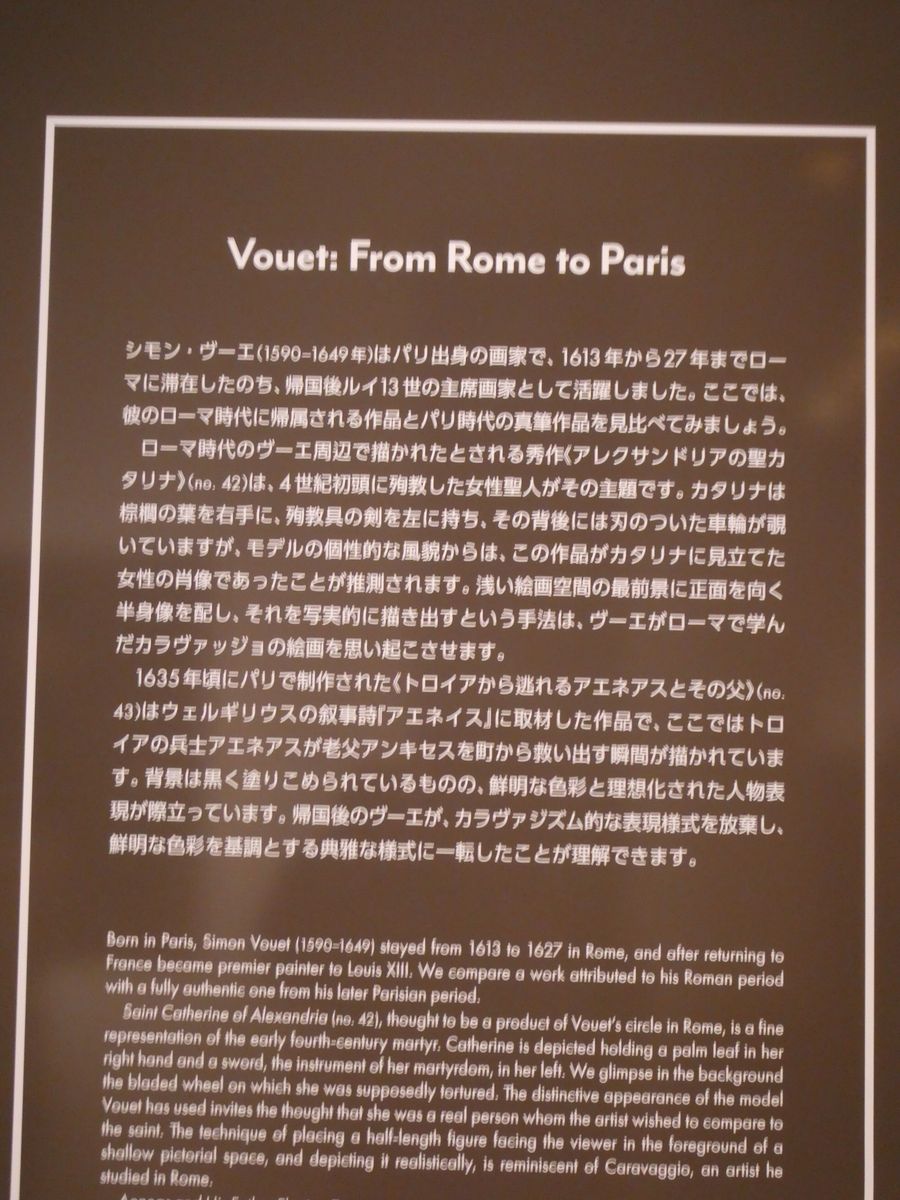 Vouet: From Rome to Paris
シモン・ヴーエ(1590=1649年)はパリ出身の画家で、1613年から27年までロー
マに滞在したのち、帰国後ルイ13世の主席画家として活躍しました。ここでは、
彼のローマ時代に帰属される作品とパリ時代の真筆作品を見比べてみましょう。
ローマ時代のヴーエ周辺で描かれたとされる秀作《アレクサンドリアの聖カ
タリナ》(no. 42)は、4世紀初頭に殉教した女性聖人がその主題です。カタリナは
棕櫚の葉を右手に、殉教具の剣を左に持ち、その背後には刃のついた車輪が覗
いていますが、モデルの個性的な風貌からは、この作品がカタリナに見立てた
女性の肖像であったことが推測されます。浅い絵画空間の最前景に正面を向く
半身像を配し、それを写実的に描き出すという手法は、ヴーエがローマで学ん
だカラヴァッジョの絵画を思い起こさせます。
1635年頃にパリで制作された《トロイアから逃れるアエネアスとその父》(no.
43)はウェルギリウスの叙事詩『アエネイス』に取材した作品で、ここではトロ
イアの兵士アエネアスが老父アンキセスを町から救い出す瞬間が描かれていま
す。背景は黒く塗りこめられているものの、鮮明な色彩と理想化された人物表
現が際立っています。帰国後のヴーエが、カラヴァジズム的な表現様式を放棄し、
鮮明な色彩を基調とする典雅な様式に一転したことが理解できます。
Born in Paris, Simon Vouet (1590=1649) stayed from 1613 to 1627 in Rome, and after returning to
France became premier painter to Louis XIII. We compare a work attributed to his Roman period
with a fully authentic one from his later Parisian period.
Saint Catherine of Alexandria (no. 42), thought to be a product of Vouet's circle in Rome, is a fine
representation of the early fourth-century martyr. Catherine is depicted holding a palm leaf in her
right hand and a sword, the instrument of her martyrdom, in her left. We glimpse in the background
the bladed wheel on which she was supposedly tortured. The distinctive appearance of the model
Vouet has used invites the thought that she was a real person whom the artist wished to compare to
the saint. The technique of placing a half-length figure facing the viewer in the foreground of a
shallow pictorial space, and depicting it realistically, is reminiscent of Caravaggio, an artist he
studied in Rome.